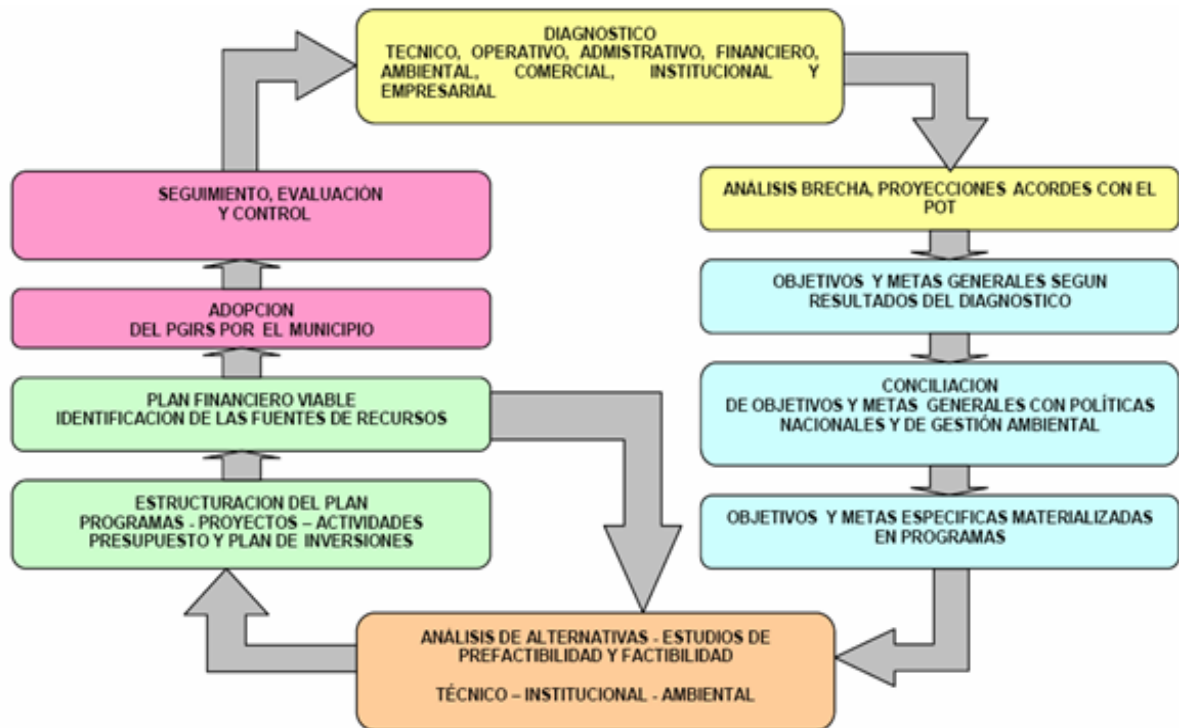 DIAGNOSTICO
TECNICO, OPERATIVO, ADMISTRATIVO, FINANCIERO,
AMBIENTAL, COMERCIAL, INSTITUCIONAL Y
EMPRESARIAL
ANÁLISIS BRECHA, PROYECCIONES ACORDES CON EL
POT
OBJETIVOS Y METAS GENERALES SEGUN
RESULTADOS DEL DIAGNOSTICO
CONCILIACION
DE OBJETIVOS Y METAS GENERALES CON POLÍTICAS
NACIONALES Y DE GESTIÓN AMBIENTAL
OBJETIVOS Y METAS ESPECIFICAS MATERIALIZADAS
EN PROGRAMAS
ANÁLISIS DE ALTERNATIVAS - ESTUDIOS DE
PREFACTIBILIDAD Y FACTIBILIDAD
TÉCNICO – INSTITUCIONAL - AMBIENTAL
ESTRUCTURACION DEL PLAN
PROGRAMAS - PROYECTOS – ACTIVIDADES
PRESUPUESTO Y PLAN DE INVERSIONES
PLAN FINANCIERO VIABLE
IDENTIFICACION DE LAS FUENTES DE RECURSOS
ADOPCION
DEL PGIRS POR EL MUNICIPIO
SEGUIMIENTO, EVALUACIÓN
Y CONTROL